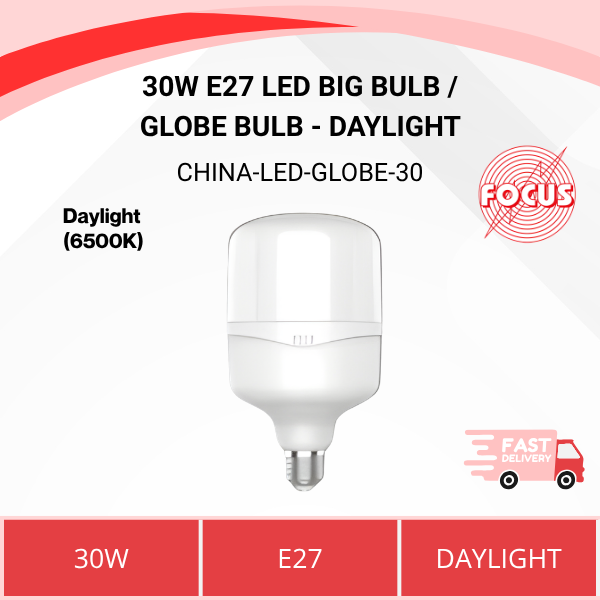 30W E27 LED BIG BULB /
GLOBE BULB - DAYLIGHT
CHINA-LED-GLOBE-30
FOCUS
Daylight
(6500K)
FAST
DELIVERY
30W
E27
DAYLIGHT